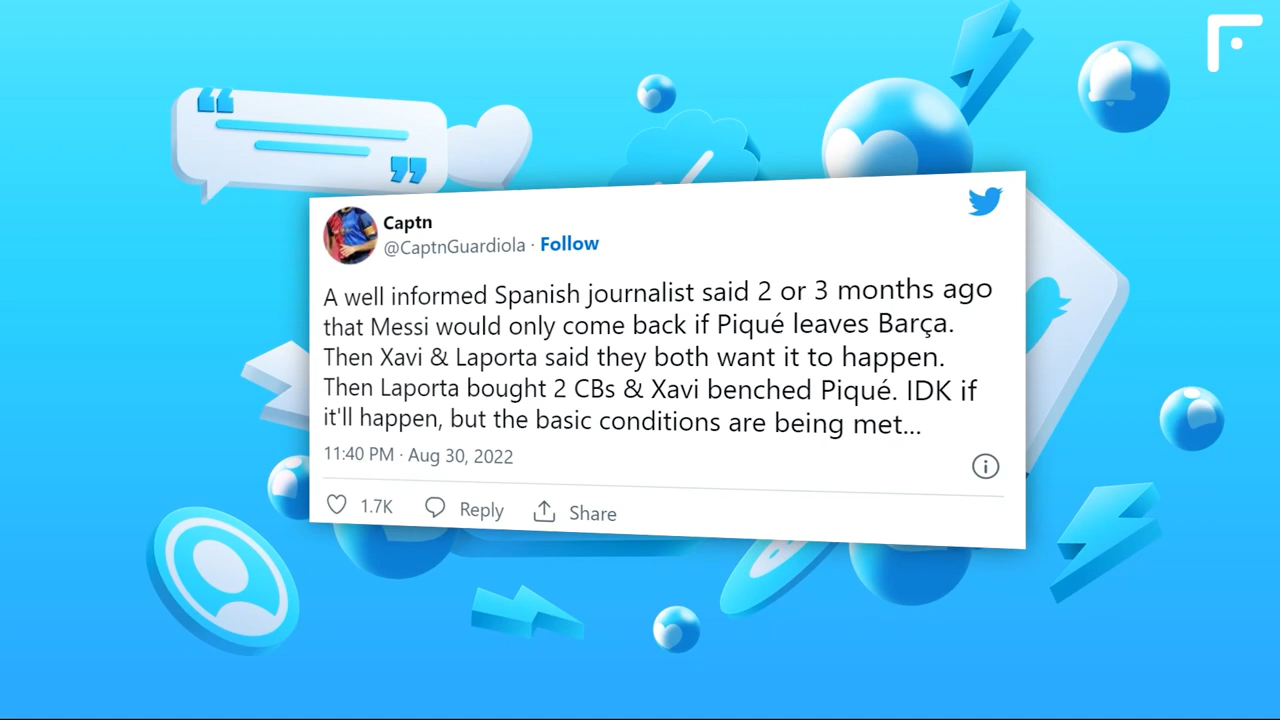 Captn
@CaptnGuardiola · Follow
A well informed Spanish journalist said 2 or 3 months ago
that Messi would only come back if Piqué leaves Barça.
Then Xavi & Laporta said they both want it to happen.
Then Laporta bought 2 CBs & Xavi benched Piqué. IDK if
it'll happen, but the basic conditions are being met...
11:40 PM · Aug 30, 2022
1.7K Reply Share